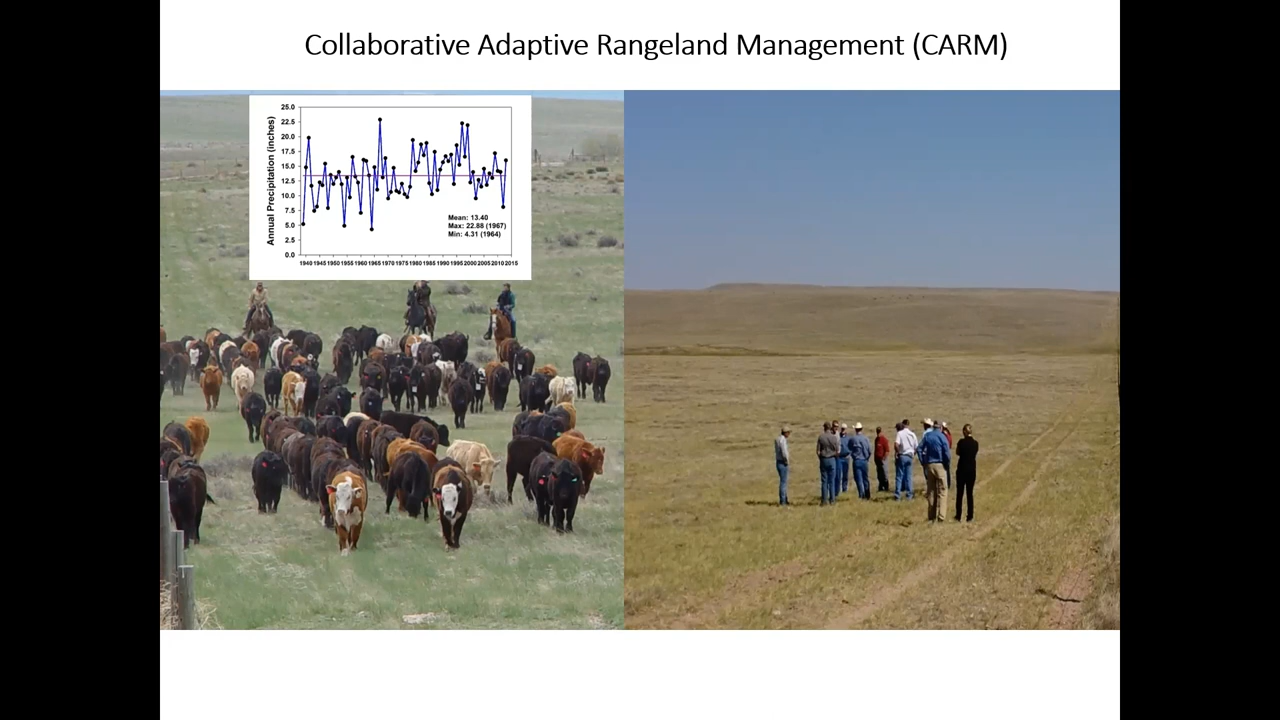 Collaborative Adaptive Rangeland Management (CARM)
Annual Precipitation (inches)
25.0
22.5
20.0
17.5
15.0
12.5
10.0
7.5
5.0
2.5
0.0
Mean: 13.40
Max: 22.88 (1967)
Min: 4.31 (1964)
1940 1945 1950 1955 1960 1965 1970 1975 1980 1985 1990 1995 2000 2005 2010 2015